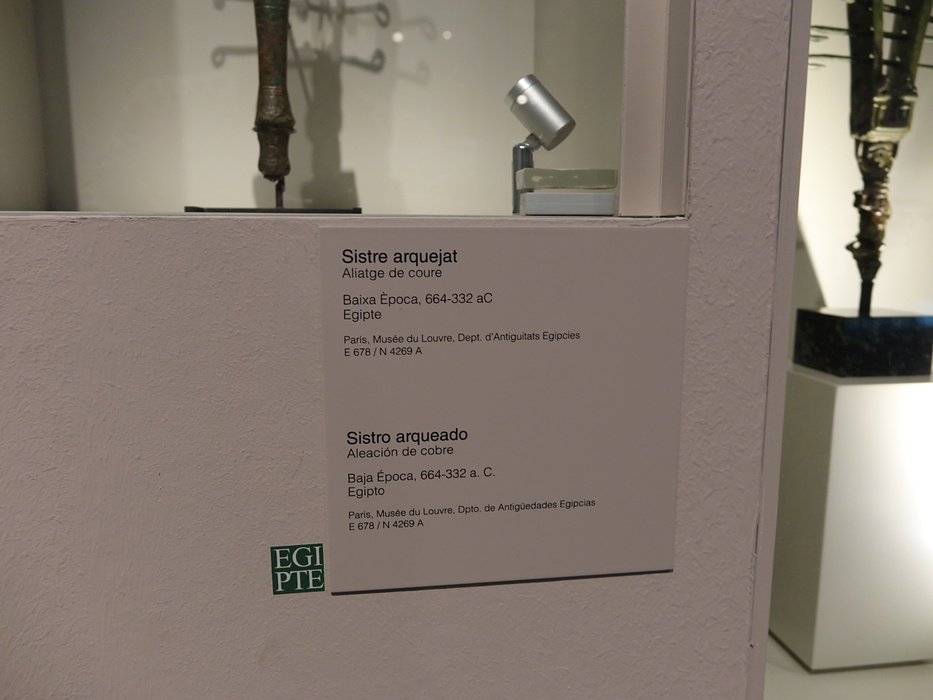 Sistre arquejat
Aliatge de coure
Baixa Època, 664-332 aC
Egipte
Paris, Musée du Louvre, Dept. d'Antiguitats Egípcies
E 678 / N 4269 A
Sistro arqueado
Aleación de cobre
Baja Época, 664-332 a. C.
Egipto
Paris, Musée du Louvre, Dpto. de Antigüedades Egipcias
E 678 / N 4269 A
EGI
PTE